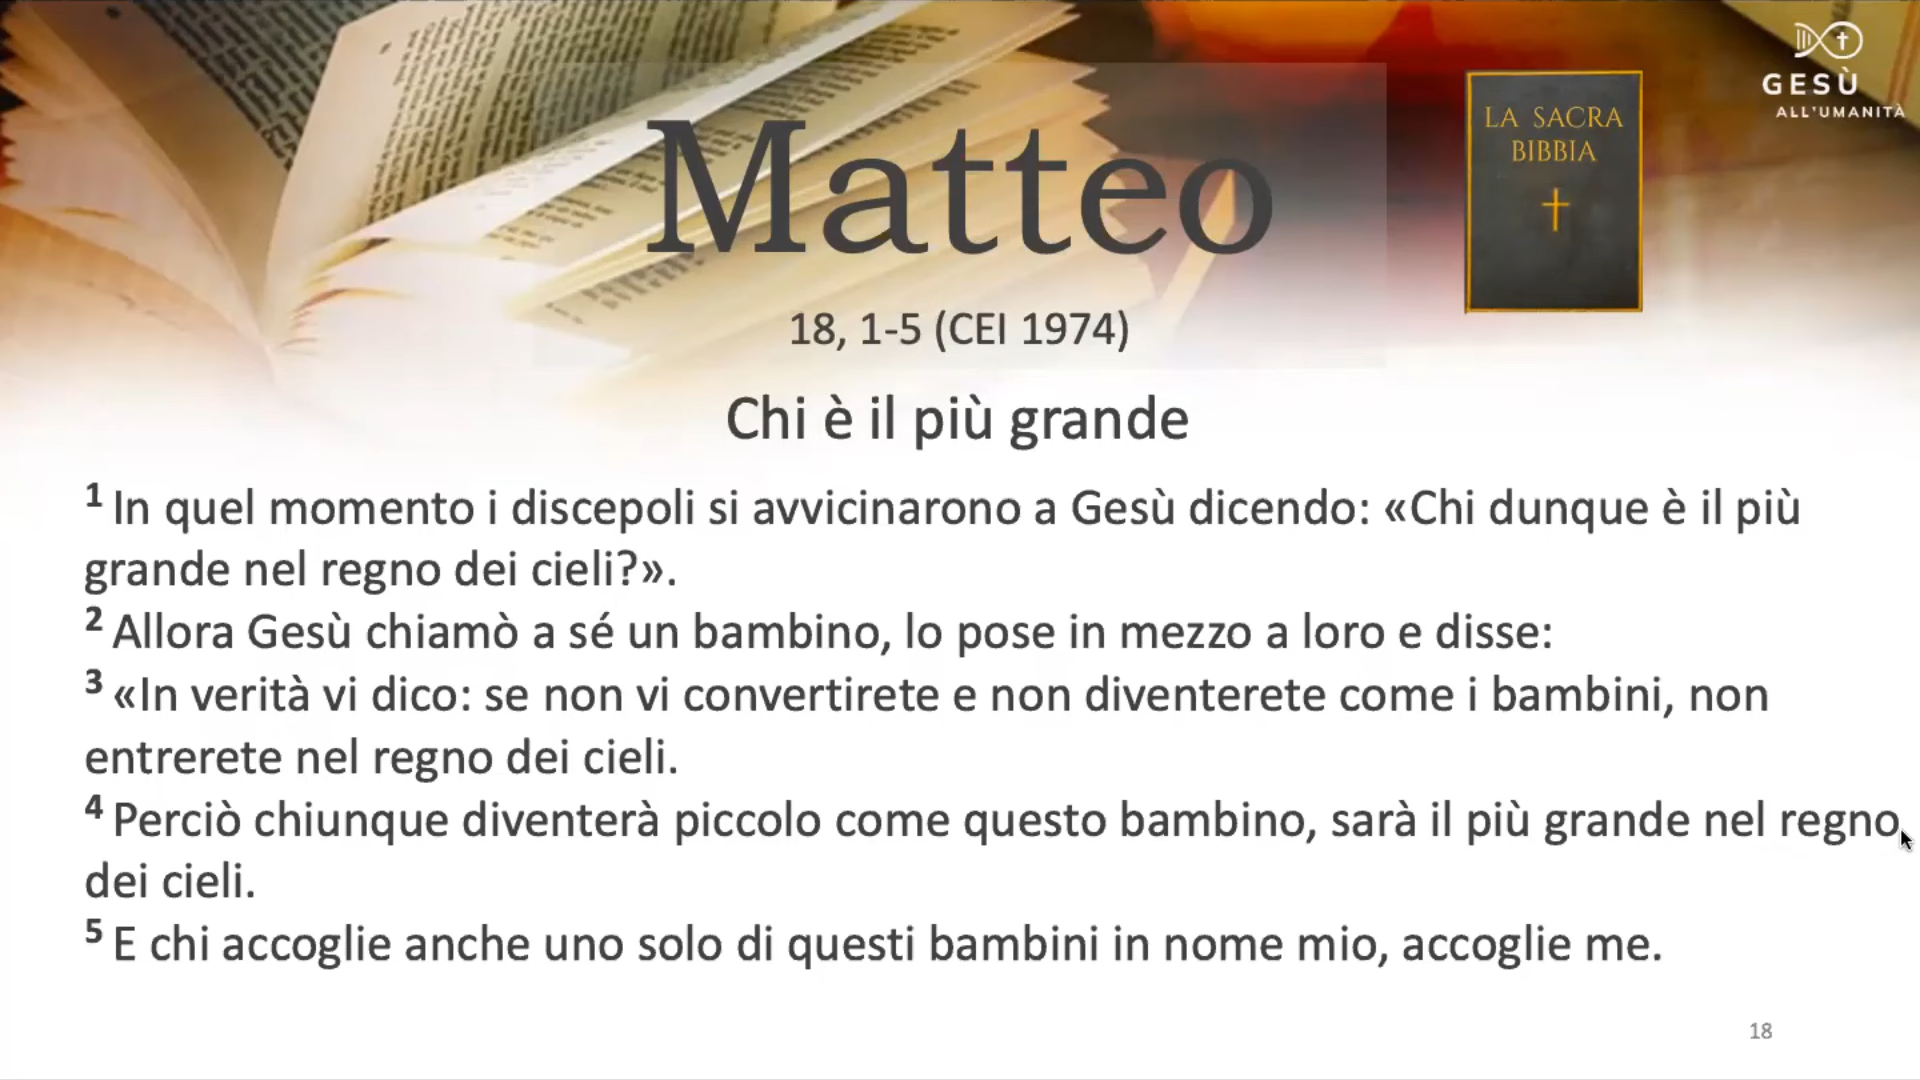 GESÙ
ALL'UMANITÀ
LA SACRA
BIBBIA
Matteo
18, 1-5 (CEI 1974)
Chi è il più grande
1 In quel momento i discepoli si avvicinarono a Gesù dicendo: «Chi dunque è il più
grande nel regno dei cieli?».
2 Allora Gesù chiamò a sé un bambino, lo pose in mezzo a loro e disse:
3 «In verità vi dico: se non vi convertirete e non diventerete come i bambini, non
entrerete nel regno dei cieli.
4 Perciò chiunque diventerà piccolo come questo bambino, sarà il più grande nel regno
dei cieli.
5 E chi accoglie anche uno solo di questi bambini in nome mio, accoglie me.
18